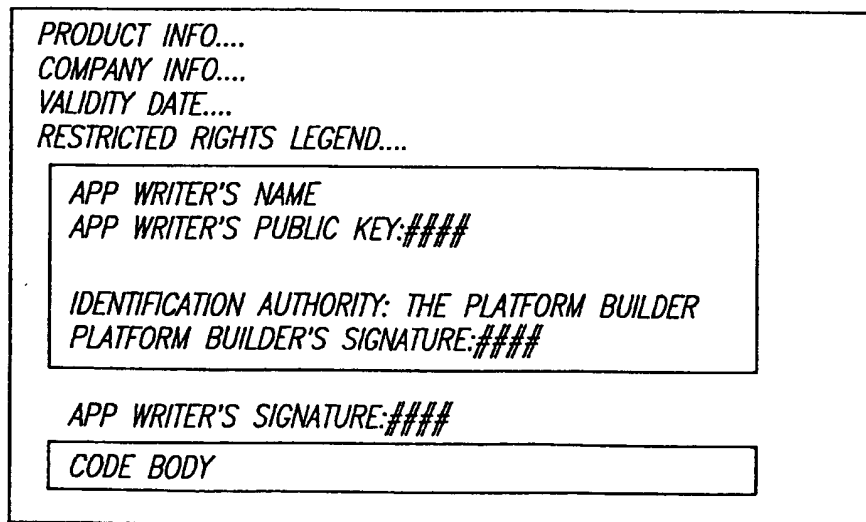 PRODUCT INFO....
COMPANY INFO....
VALIDITY DATE....
RESTRICTED RIGHTS LEGEND....
APP WRITER'S NAME
APP WRITER'S PUBLIC KEY:####
IDENTIFICATION AUTHORITY: THE PLATFORM BUILDER
PLATFORM BUILDER'S SIGNATURE:####
APP WRITER'S SIGNATURE:####
CODE BODY